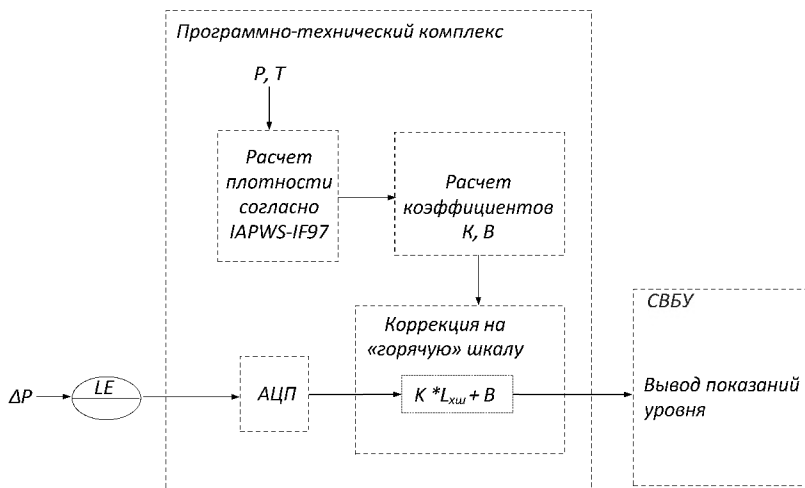 Программно-технический комплекс
P, T
Расчет
плотности
согласно
IAPWS-IF97
Расчет
коэффициентов
К, В
Коррекция на
«горячую» шкалу
СВБУ
ΔP
LE
АЦП
K *Lхш + B
Вывод показаний
уровня